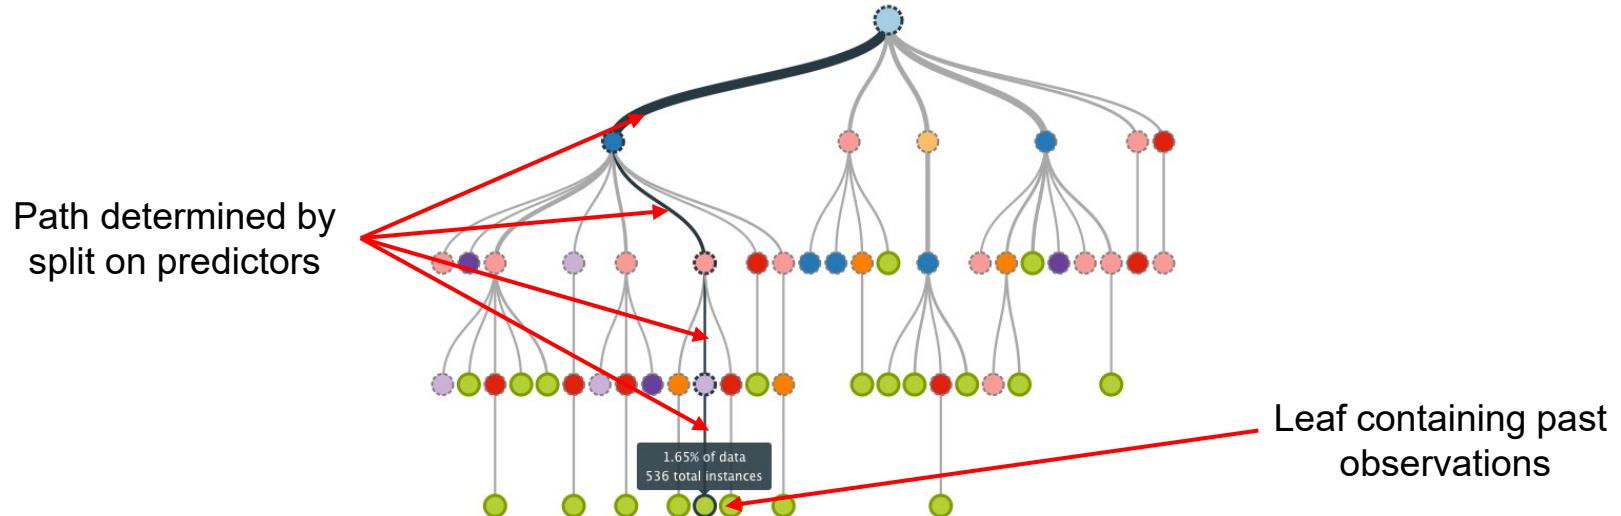 Path determined by
split on predictors
1.65% of data
536 total instances
Leaf containing past
observations